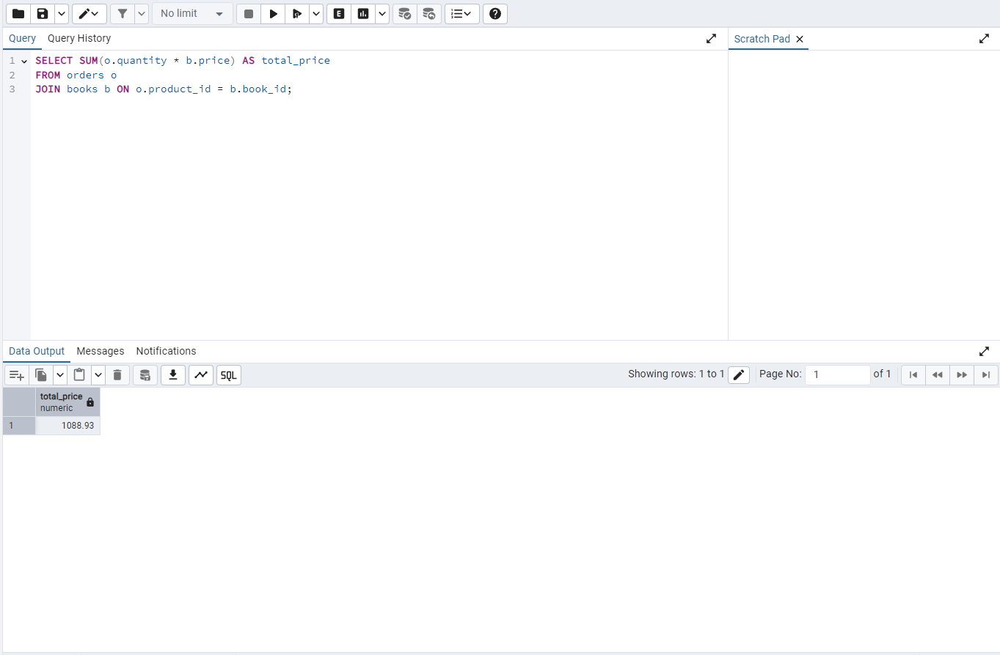 No limit
E
Query Query History
Scratch Pad
1 SELECT SUM(o.quantity * b.price) AS total_price
2 FROM orders o
3 JOIN books b ON o.product_id = b.book_id;
Data Output Messages Notifications
SQL Showing rows: 1 to 1 Page No: 1 of 1
total_price
numeric
1 1088.93